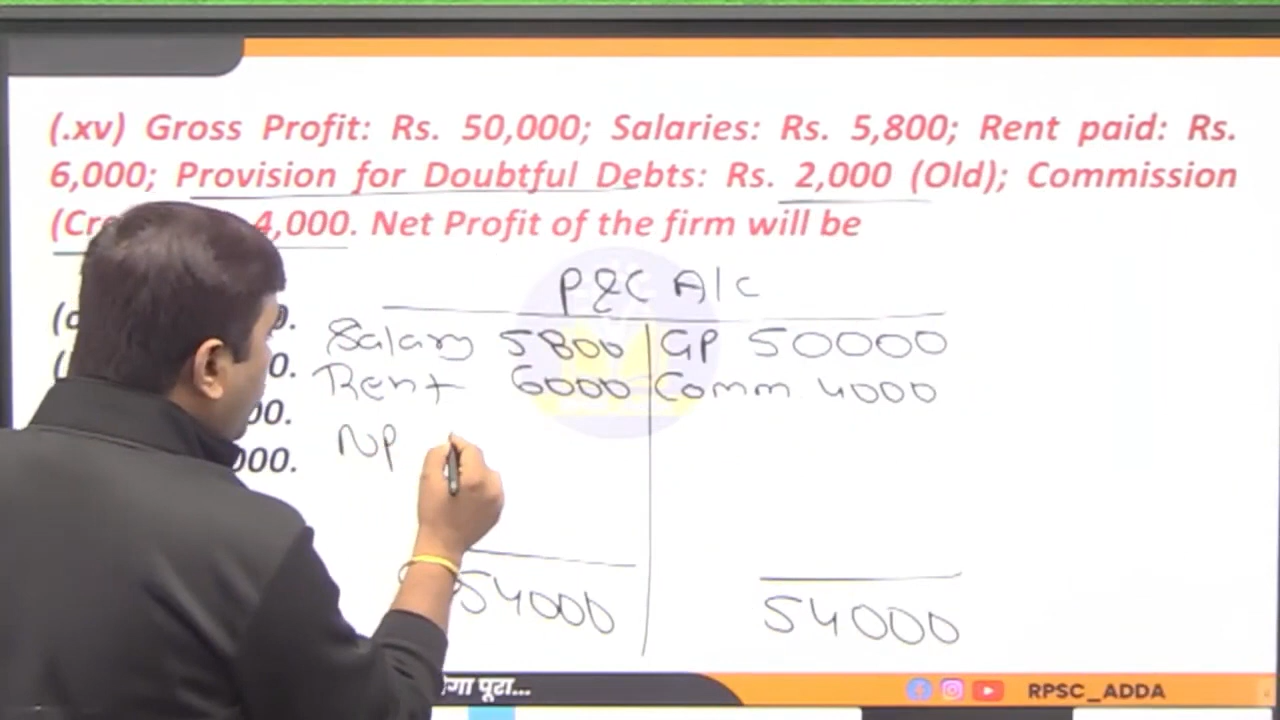 (.xv) Gross Profit: Rs. 50,000; Salaries: Rs. 5,800; Rent paid: Rs.
6,000; Provision for Doubtful Debts: Rs. 2,000 (Old); Commission
4,000. Net Profit of the firm will be
P&L A/C
Salary 5800 GP 50000
Rent 6000 Comm. 4000
NP
54000 54000
RPSC_ADDA